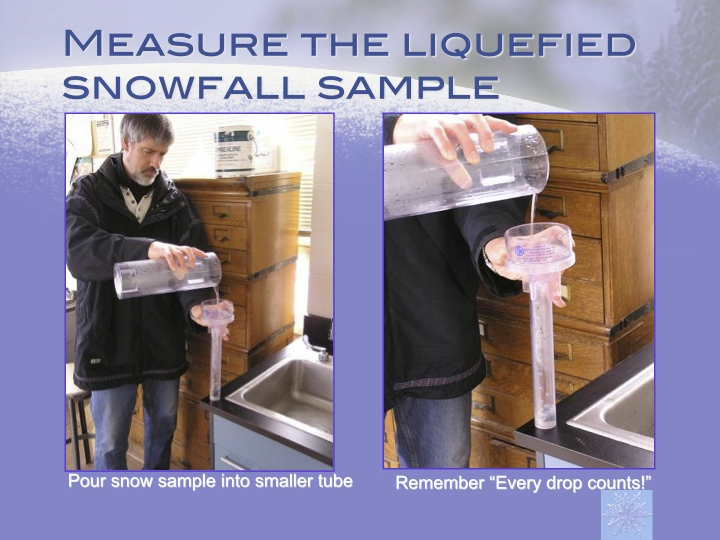 Measure the liquefied
snowfall sample
Pour snow sample into smaller tube
Remember “Every drop counts!”